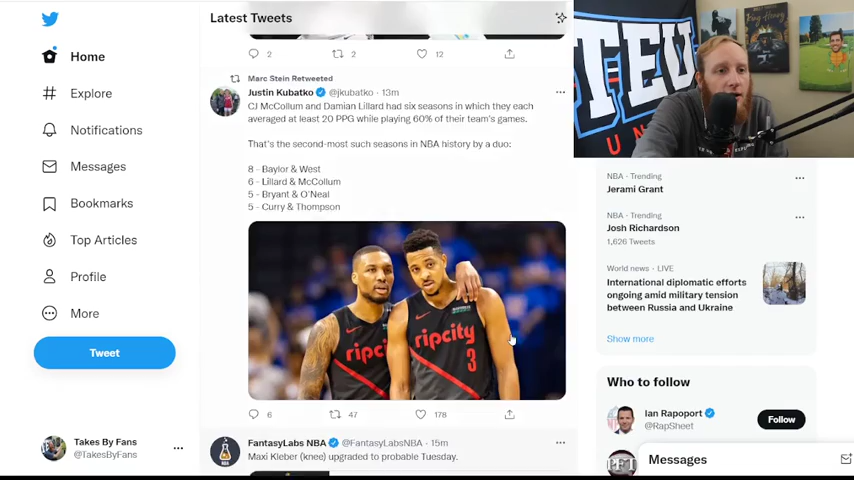 Latest Tweets
2
2
12
Home
Explore
Notifications
Messages
Bookmarks
Top Articles
Profile
More
Tweet
Takes By Fans
@TakesByFans
Marc Stein Retweeted
Justin Kubatko @jkubatko · 13m
CJ McCollum and Damian Lillard had six seasons in which they each
averaged at least 20 PPG while playing 60% of their team's games.
That's the second-most such seasons in NBA history by a duo:
8 - Baylor & West
6 - Lillard & McCollum
5 - Bryant & O'Neal
5 - Curry & Thompson
ripcity
ripcity
3
6
47
178
FantasyLabs NBA @FantasyLabsNBA · 15m
Maxi Kleber (knee) upgraded to probable Tuesday.
TEU
UN
NBA · Trending
Jerami Grant
NBA · Trending
Josh Richardson
1,626 Tweets
World news · LIVE
International diplomatic efforts
ongoing amid military tension
between Russia and Ukraine
Show more
Who to follow
Ian Rapoport
@RapSheet
Follow
Messages